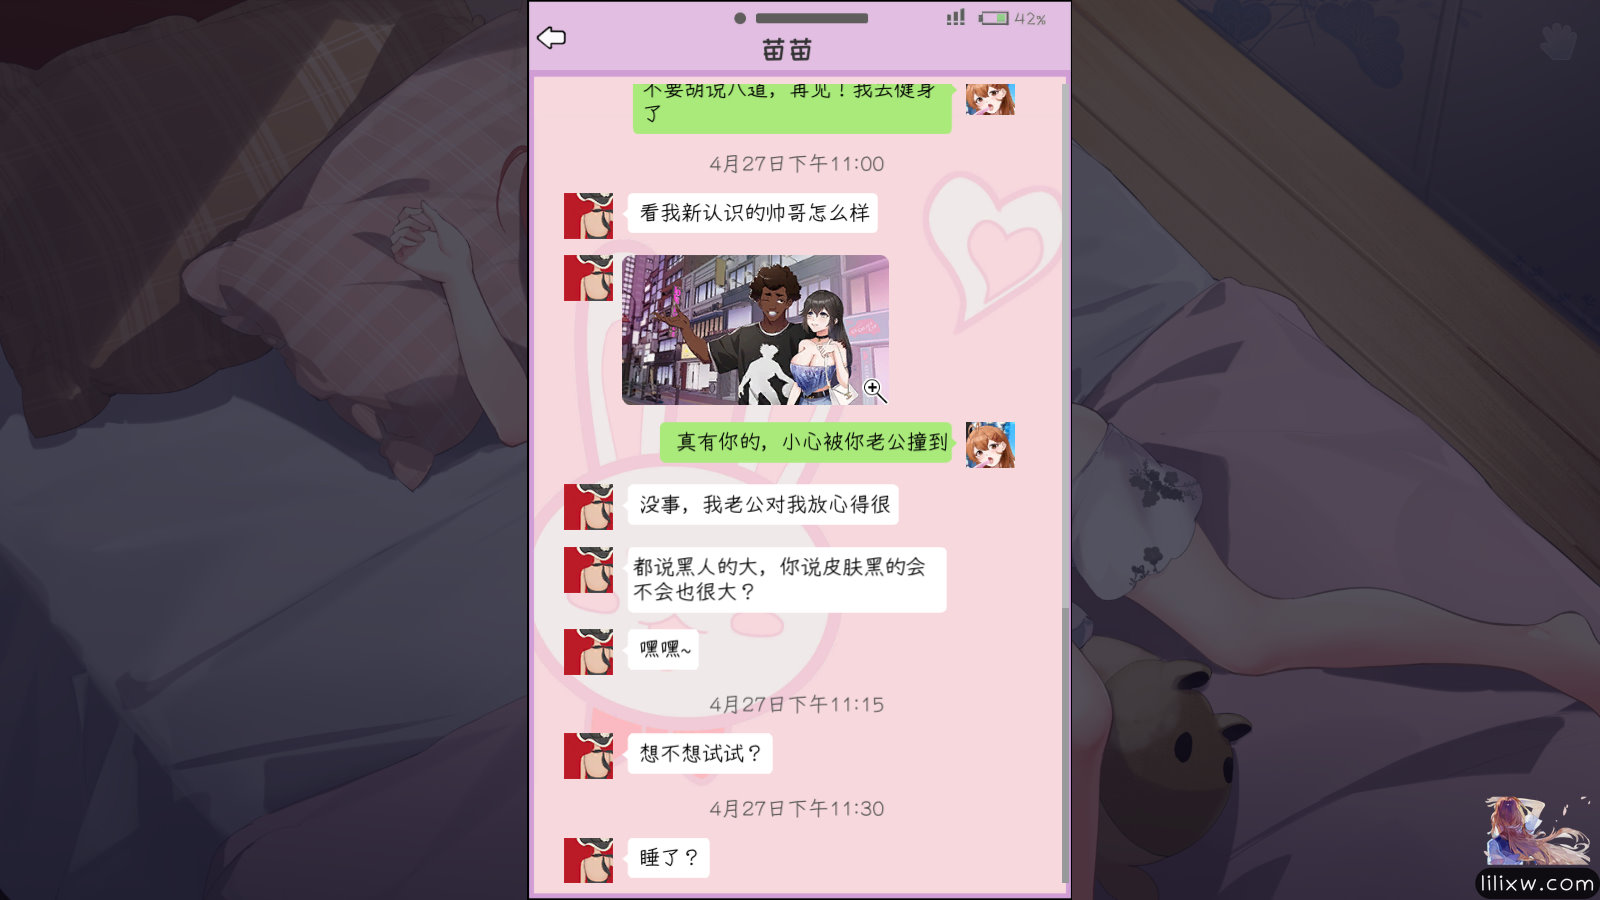 42%
苗苗
不要胡说八道，再见！我去健身
了
4月27日下午11:00
看我新认识的帅哥怎么样
真有你的，小心被你老公撞到
没事，我老公对我放心得很
都说黑人的大，你说皮肤黑的会
不会也很大？
嘿嘿~
4月27日下午11:15
想不想试试？
4月27日下午11:30
睡了？
lilixw.com